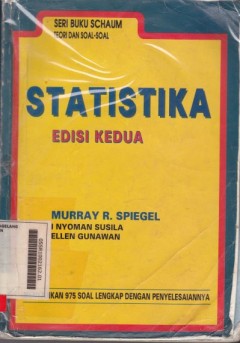 SERI BUKU SCHAUM
TEORI DAN SOAL-SOAL
STATISTIKA
EDISI KEDUA
MURRAY R. SPIEGEL
I NYOMAN SUSILA
ELLEN GUNAWAN
975 SOAL LENGKAP DENGAN PENYELESAIANNYA